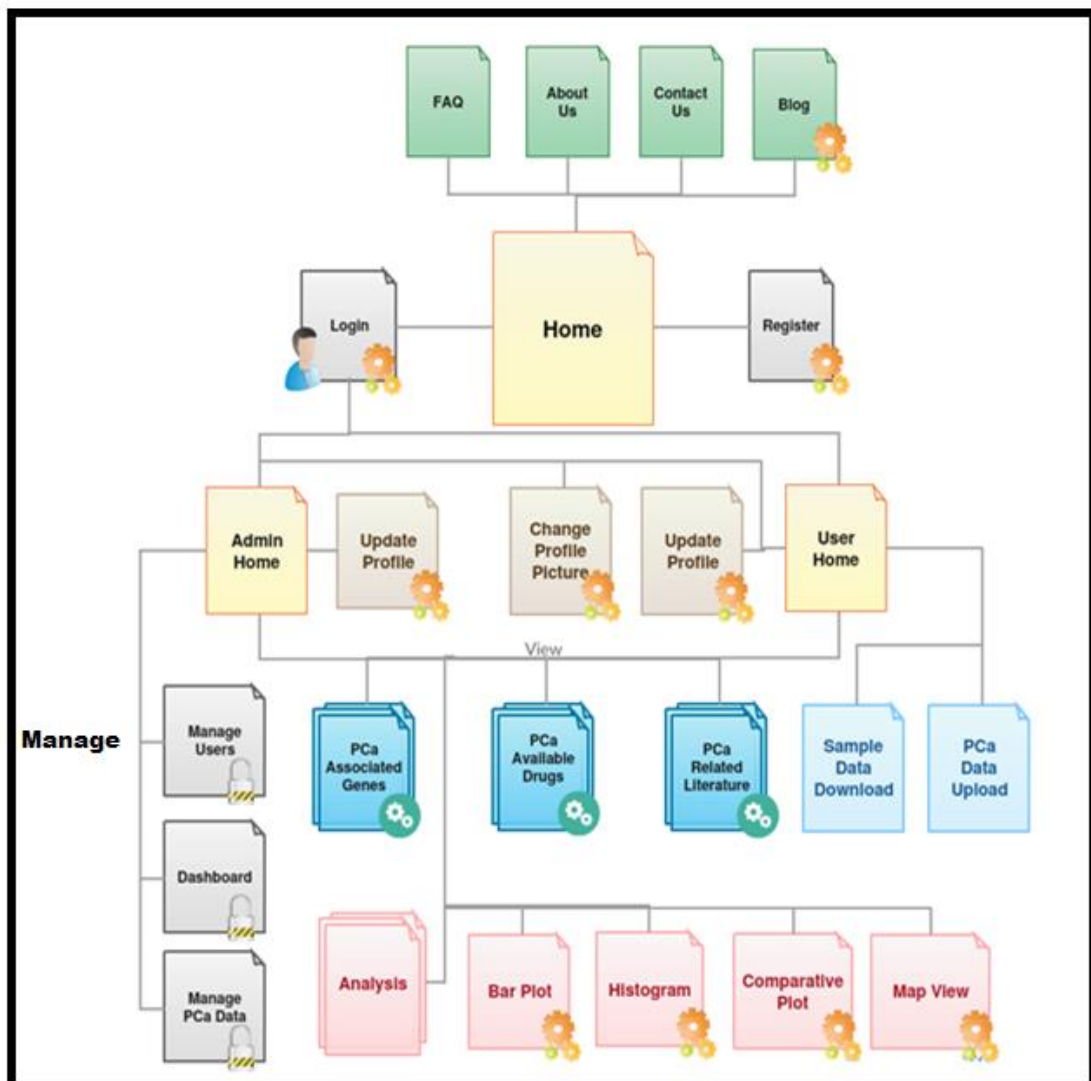 FAQ
About
Us
Contact
Us
Blog
Login
Home
Register
Admin
Home
Update
Profile
Change
Profile
Picture
Update
Profile
User
Home
View
Manage
Manage
Users
PCa
Associated
Genes
PCa
Available
Drugs
PCa
Related
Literature
Sample
Data
Download
PCa
Data
Upload
Dashboard
Manage
PCa Data
Analysis
Bar Plot
Histogram
Comparative
Plot
Map View